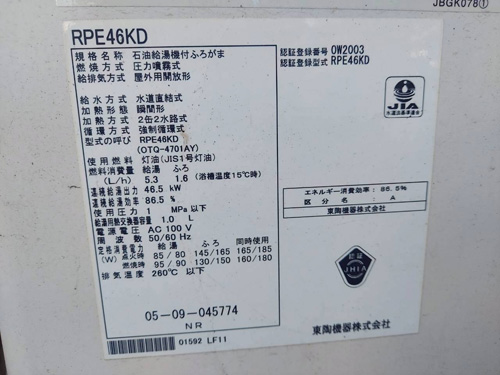 JBGK078①
RPE46KD
規格名称 石油給湯機付ふろがま
燃焼方式 圧力噴霧式
給排気方式 屋外用開放形
認証登録番号 OW2003
認証登録型式 RPE46KD
JIA
給水方式 水道直結式
加熱形態 瞬間形
加熱方式 2缶2水路式
循環方式 強制循環式
型式の呼び RPE46KD
(OTQ-4701AY)
使用燃料 灯油(JIS1号灯油)
燃料消費量 給湯 ふろ
(L/h) 5.3 1.6 (浴槽温度15℃時)
連続給湯出力 46.5 kW
連続給湯効率 86.5%
使用圧力 1 MPa以下
給湯用熱交換器容量 1.0 L
電源電圧 AC 100 V
周波数 50/60 Hz
定格消費電力 給湯 ふろ 同時使用
(W) 点火時 85/80 145/165 165/185
燃焼時 95/90 130/150 160/180
排気温度 260℃以下
エネルギー消費効率: 86.5%
区分名: A
東陶機器株式会社
認証
JHIA
05-09-045774
NR
東陶機器株式会社
01592 LF11